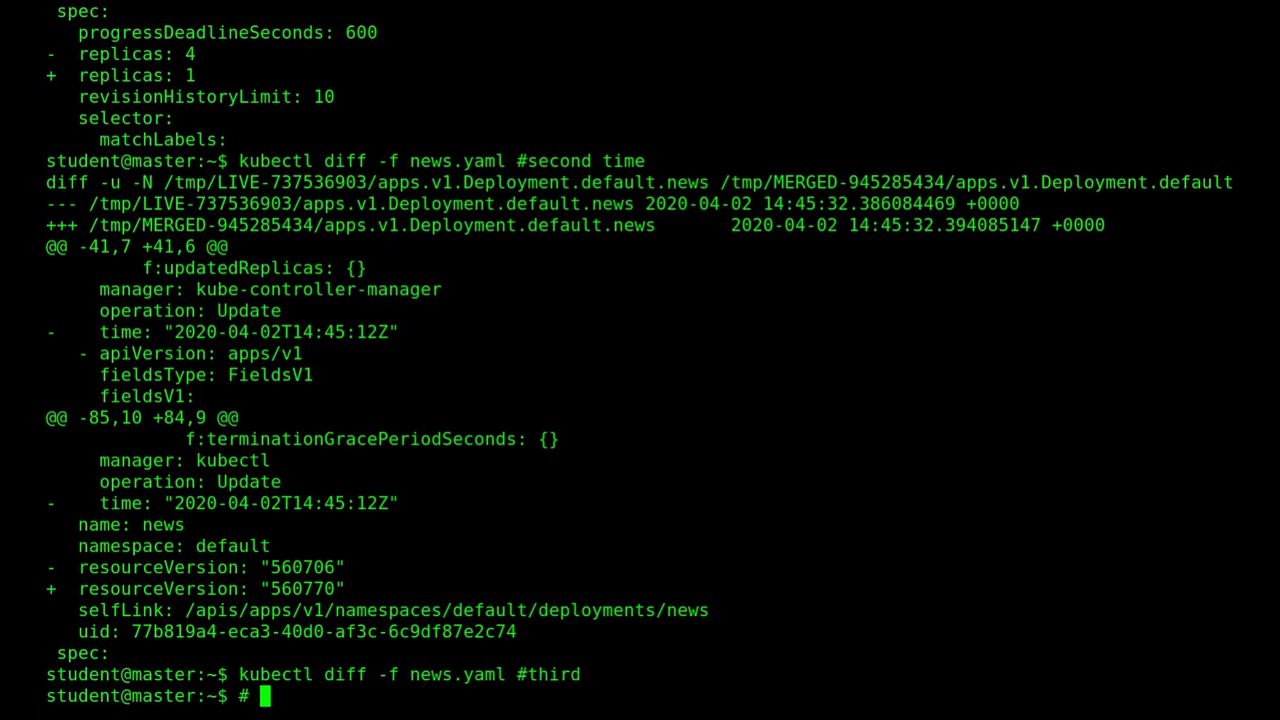 spec:
   progressDeadlineSeconds: 600
-  replicas: 4
+  replicas: 1
   revisionHistoryLimit: 10
   selector:
     matchLabels:
student@master:~$ kubectl diff -f news.yaml #second time
diff -u -N /tmp/LIVE-737536903/apps.v1.Deployment.default.news /tmp/MERGED-945285434/apps.v1.Deployment.default
--- /tmp/LIVE-737536903/apps.v1.Deployment.default.news 2020-04-02 14:45:32.386084469 +0000
+++ /tmp/MERGED-945285434/apps.v1.Deployment.default.news       2020-04-02 14:45:32.394085147 +0000
@@ -41,7 +41,6 @@
         f:updatedReplicas: {}
     manager: kube-controller-manager
     operation: Update
-    time: "2020-04-02T14:45:12Z"
   - apiVersion: apps/v1
     fieldsType: FieldsV1
     fieldsV1:
@@ -85,10 +84,9 @@
             f:terminationGracePeriodSeconds: {}
     manager: kubectl
     operation: Update
-    time: "2020-04-02T14:45:12Z"
   name: news
   namespace: default
-  resourceVersion: "560706"
+  resourceVersion: "560770"
   selfLink: /apis/apps/v1/namespaces/default/deployments/news
   uid: 77b819a4-eca3-40d0-af3c-6c9df87e2c74
 spec:
student@master:~$ kubectl diff -f news.yaml #third
student@master:~$ #